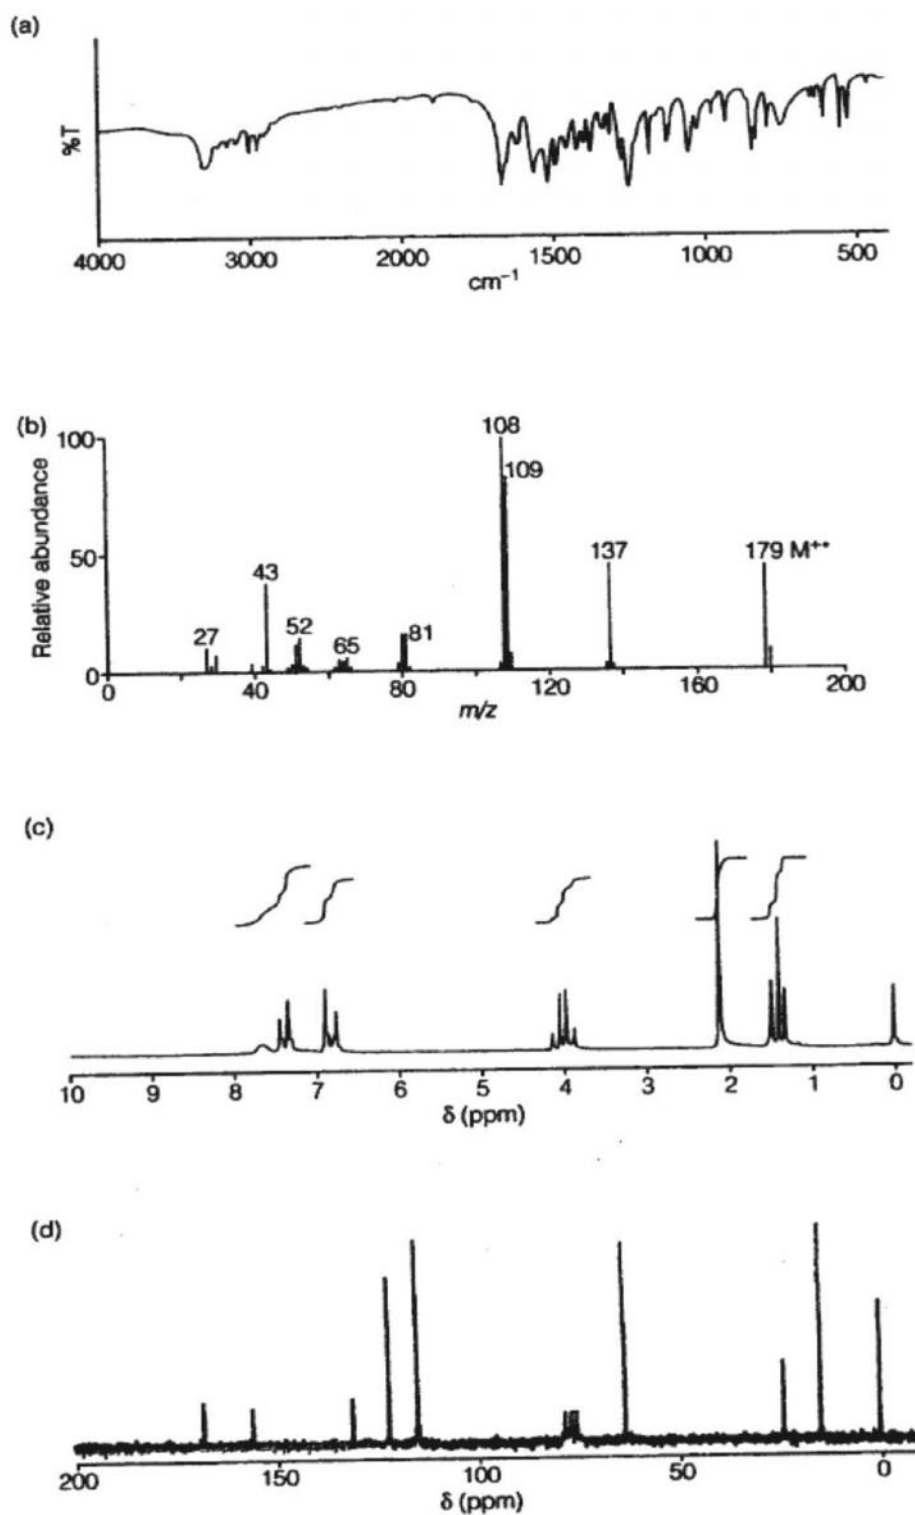 (a)
%T
4000 3000 2000 1500 1000 500
cm⁻¹
(b)
Relative abundance
100
50
0
27 43 52 65 81 108 109 137 179 M⁺•
0 40 80 120 160 200
m/z
(c)
10 9 8 7 6 5 4 3 2 1 0
δ (ppm)
(d)
200 150 100 50 0
δ (ppm)